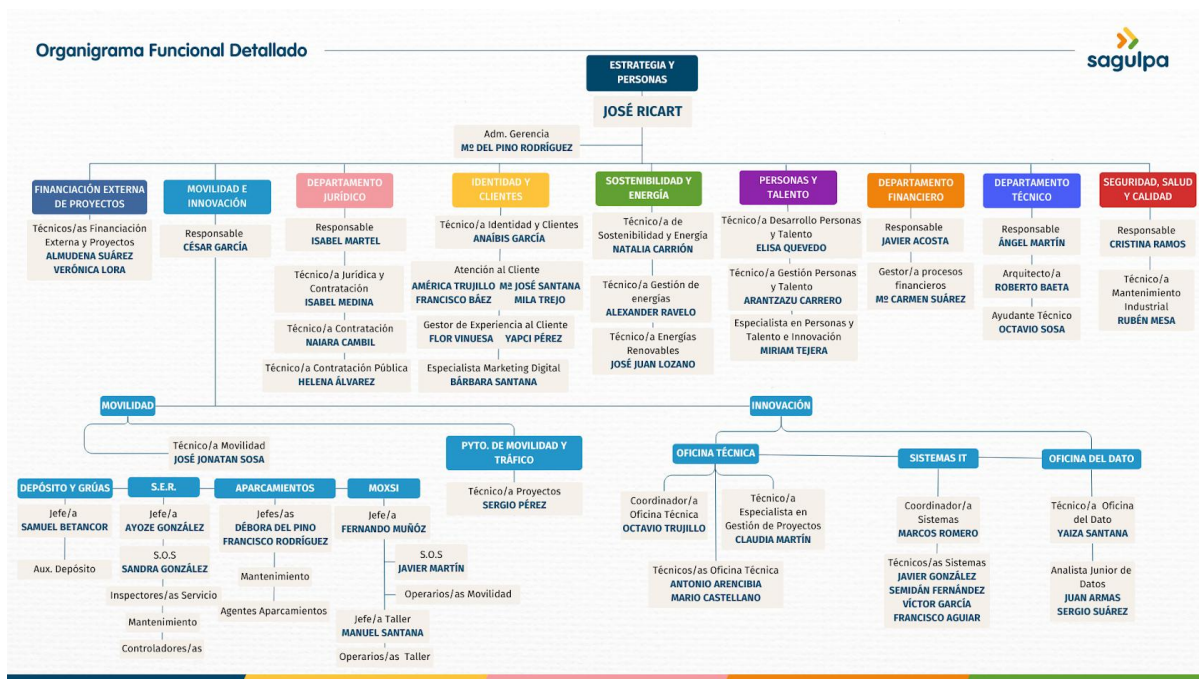 Organigrama Funcional Detallado
sagulpa
ESTRATEGIA Y
PERSONAS
JOSÉ RICART
Adm. Gerencia
Mº DEL PINO RODRÍGUEZ
FINANCIACIÓN EXTERNA
DE PROYECTOS
Técnicos/as Financiación
Externa y Proyectos
ALMUDENA SUÁREZ
VERÓNICA LORA
MOVILIDAD E
INNOVACIÓN
Responsable
CÉSAR GARCÍA
DEPARTAMENTO
JURÍDICO
Responsable
ISABEL MARTEL
Técnico/a Juridica y
Contratación
ISABEL MEDINA
Técnico/a Contratación
NAIARA CAMBIL
Técnico/a Contratación Pública
HELENA ÁLVAREZ
IDENTIDAD Y
CLIENTES
Técnico/a Identidad y Clientes
ANAÍBIS GARCÍA
Atención al Cliente
AMÉRICA TRUJILLO Mº JOSÉ SANTANA
FRANCISCO BÁEZ MILA TREJO
Gestor de Experiencia al Cliente
FLOR VINUESA YAPCI PÉREZ
Especialista Marketing Digital
BÁRBARA SANTANA
SOSTENIBILIDAD Y
ENERGÍA
Técnico/a de
Sostenibilidad y Energía
NATALIA CARRIÓN
Técnico/a Gestión de
energías
ALEXANDER RAVELO
Técnico/a Energías
Renovables
JOSÉ JUAN LOZANO
PERSONAS Y
TALENTO
Técnico/a Desarrollo Personas
y Talento
ELISA QUEVEDO
Técnico/a Gestión Personas
y Talento
ARANTZAZU CARRERO
Especialista en Personas y
Talento e Innovación
MIRIAM TEJERA
DEPARTAMENTO
FINANCIERO
Responsable
JAVIER ACOSTA
Gestor/a procesos
financieros
Mº CARMEN SUÁREZ
DEPARTAMENTO
TÉCNICO
Responsable
ÁNGEL MARTÍN
Arquitecto/a
ROBERTO BAETA
Ayudante Técnico
OCTAVIO SOSA
SEGURIDAD, SALUD
Y CALIDAD
Responsable
CRISTINA RAMOS
Técnico/a
Mantenimiento
Industrial
RUBÉN MESA
MOVILIDAD
Técnico/a Movilidad
JOSÉ JONATAN SOSA
PYTO. DE MOVILIDAD Y
TRÁFICO
Técnico/a Proyectos
SERGIO PÉREZ
DEPÓSITO Y GRÚAS
Jefe/a
SAMUEL BETANCOR
Aux. Depósito
S.E.R.
Jefe/a
AYOZE GONZÁLEZ
S.O.S
SANDRA GONZÁLEZ
Inspectores/as Servicio
Mantenimiento
Controladores/as
APARCAMIENTOS
Jefes/as
DÉBORA DEL PINO
FRANCISCO RODRÍGUEZ
Mantenimiento
Agentes Aparcamientos
MOXSI
Jefe/a
FERNANDO MUÑÓZ
S.O.S
JAVIER MARTÍN
Operarios/as Movilidad
Jefe/a Taller
MANUEL SANTANA
Operarios/as Taller
INNOVACIÓN
OFICINA TÉCNICA
Coordinador/a
Oficina Técnica
OCTAVIO TRUJILLO
Técnico/a
Especialista en
Gestión de Proyectos
CLAUDIA MARTÍN
Técnicos/as Oficina Técnica
ANTONIO ARENCIBIA
MARIO CASTELLANO
SISTEMAS IT
Coordinador/a
Sistemas
MARCOS ROMERO
Técnicos/as Sistemas
JAVIER GONZÁLEZ
SEMIDÁN FERNÁNDEZ
VÍCTOR GARCÍA
FRANCISCO AGUIAR
OFICINA DEL DATO
Técnico/a Oficina
del Dato
YAIZA SANTANA
Analista Junior de
Datos
JUAN ARMAS
SERGIO SUÁREZ